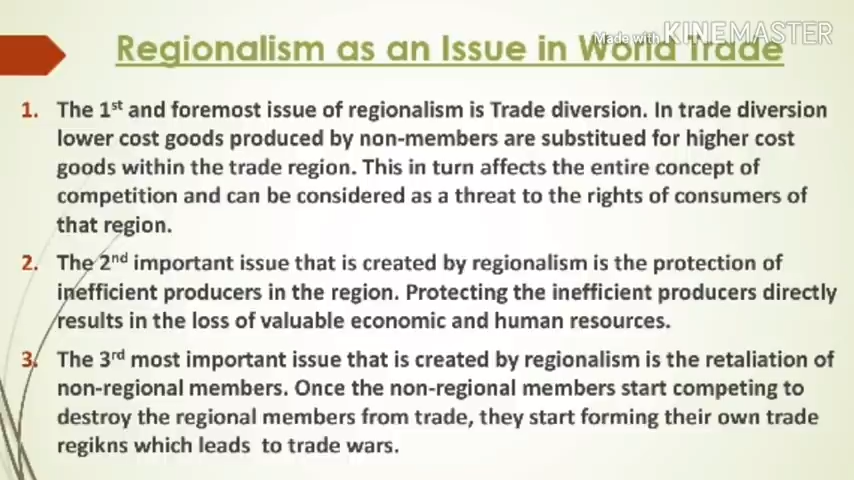 Made with KINEMASTER
Regionalism as an Issue in World Trade
1. The 1st and foremost issue of regionalism is Trade diversion. In trade diversion
lower cost goods produced by non-members are substitued for higher cost
goods within the trade region. This in turn affects the entire concept of
competition and can be considered as a threat to the rights of consumers of
that region.
2. The 2nd important issue that is created by regionalism is the protection of
inefficient producers in the region. Protecting the inefficient producers directly
results in the loss of valuable economic and human resources.
3. The 3rd most important issue that is created by regionalism is the retaliation of
non-regional members. Once the non-regional members start competing to
destroy the regional members from trade, they start forming their own trade
regikns which leads to trade wars.